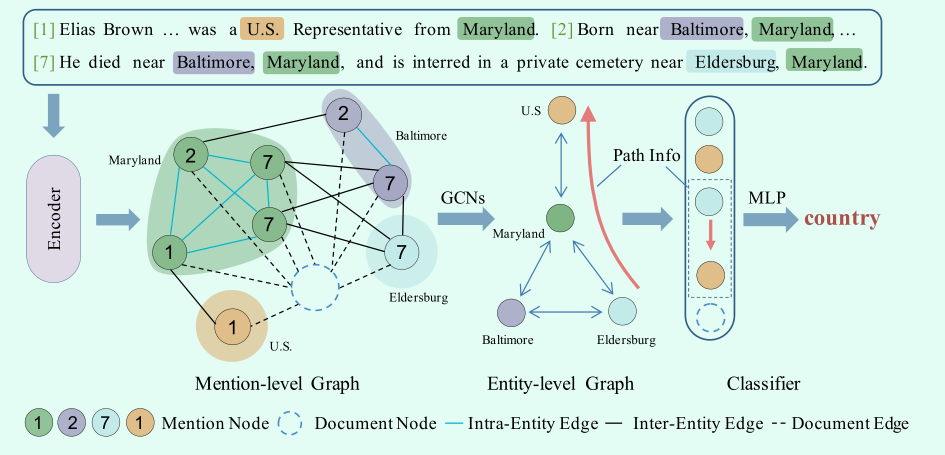 [1] Elias Brown … was a U.S. Representative from Maryland. [2] Born near Baltimore, Maryland, …
[7] He died near Baltimore, Maryland, and is interred in a private cemetery near Eldersburg, Maryland.
Encoder
Maryland
2
7
7
1
2
7
Baltimore
7
Eldersburg
1
U.S.
Mention-level Graph
GCNs
U.S
Maryland
Baltimore
Eldersburg
Path Info
Entity-level Graph
MLP
country
Classifier
1 2 7 1 Mention Node Document Node Intra-Entity Edge Inter-Entity Edge Document Edge